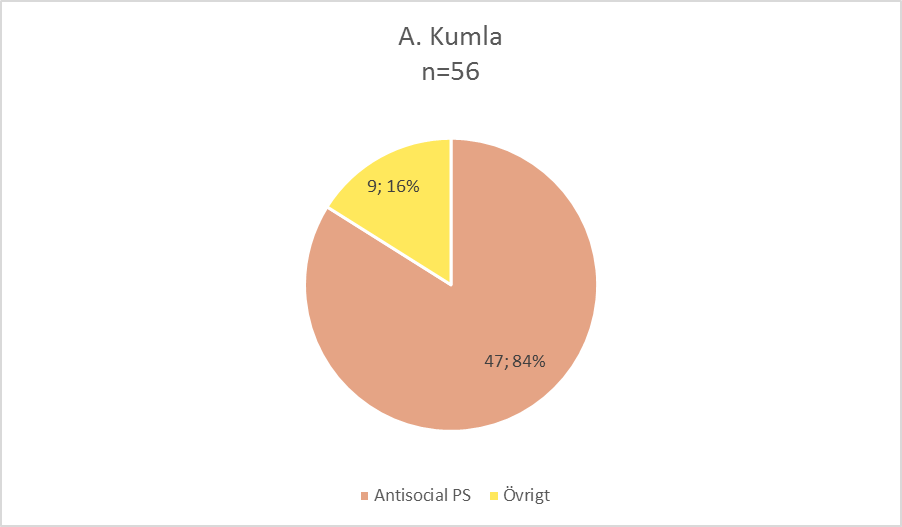 A. Kumla
n=56
9; 16%
47; 84%
Antisocial PS Övrigt